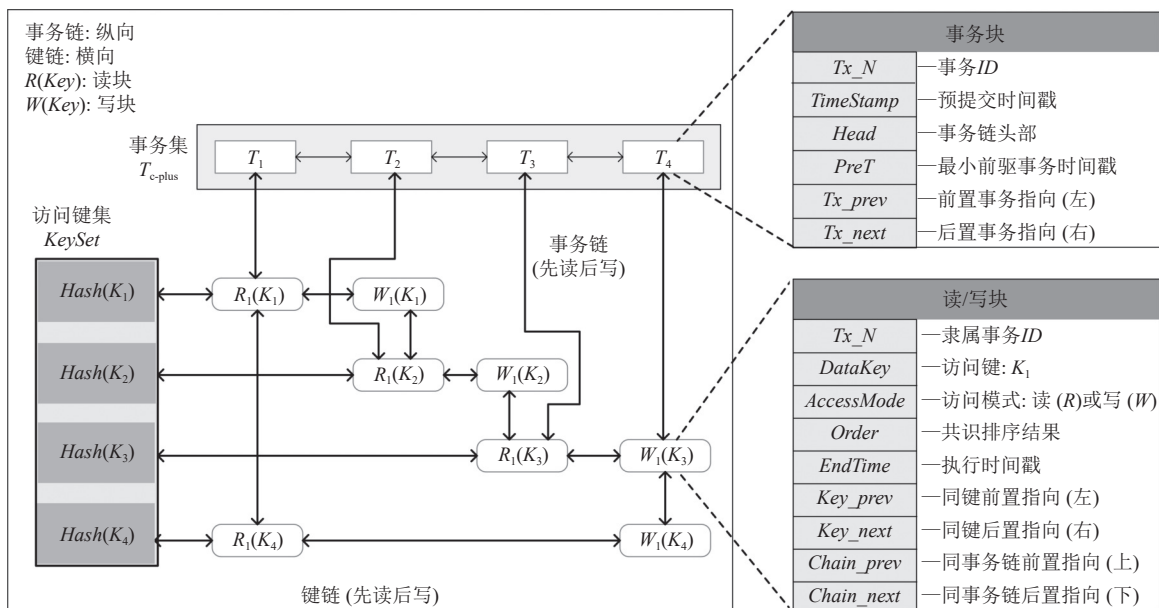 事务链: 纵向
键链: 横向
R(Key): 读块
W(Key): 写块
事务集
T_c-plus
T₁
T₂
T₃
T₄
访问键集
KeySet
事务链
(先读后写)
Hash(K₁)
R₁(K₁)
W₁(K₁)
Hash(K₂)
R₁(K₂)
W₁(K₂)
Hash(K₃)
R₁(K₃)
W₁(K₃)
Hash(K₄)
R₁(K₄)
W₁(K₄)
键链 (先读后写)
事务块
Tx_N —事务ID
TimeStamp —预提交时间戳
Head —事务链头部
PreT —最小前驱事务时间戳
Tx_prev —前置事务指向 (左)
Tx_next —后置事务指向 (右)
读/写块
Tx_N —隶属事务ID
DataKey —访问键: K₁
AccessMode —访问模式: 读 (R)或写 (W)
Order —共识排序结果
EndTime —执行时间戳
Key_prev —同键前置指向 (左)
Key_next —同键后置指向 (右)
Chain_prev —同事务链前置指向 (上)
Chain_next —同事务链后置指向 (下)